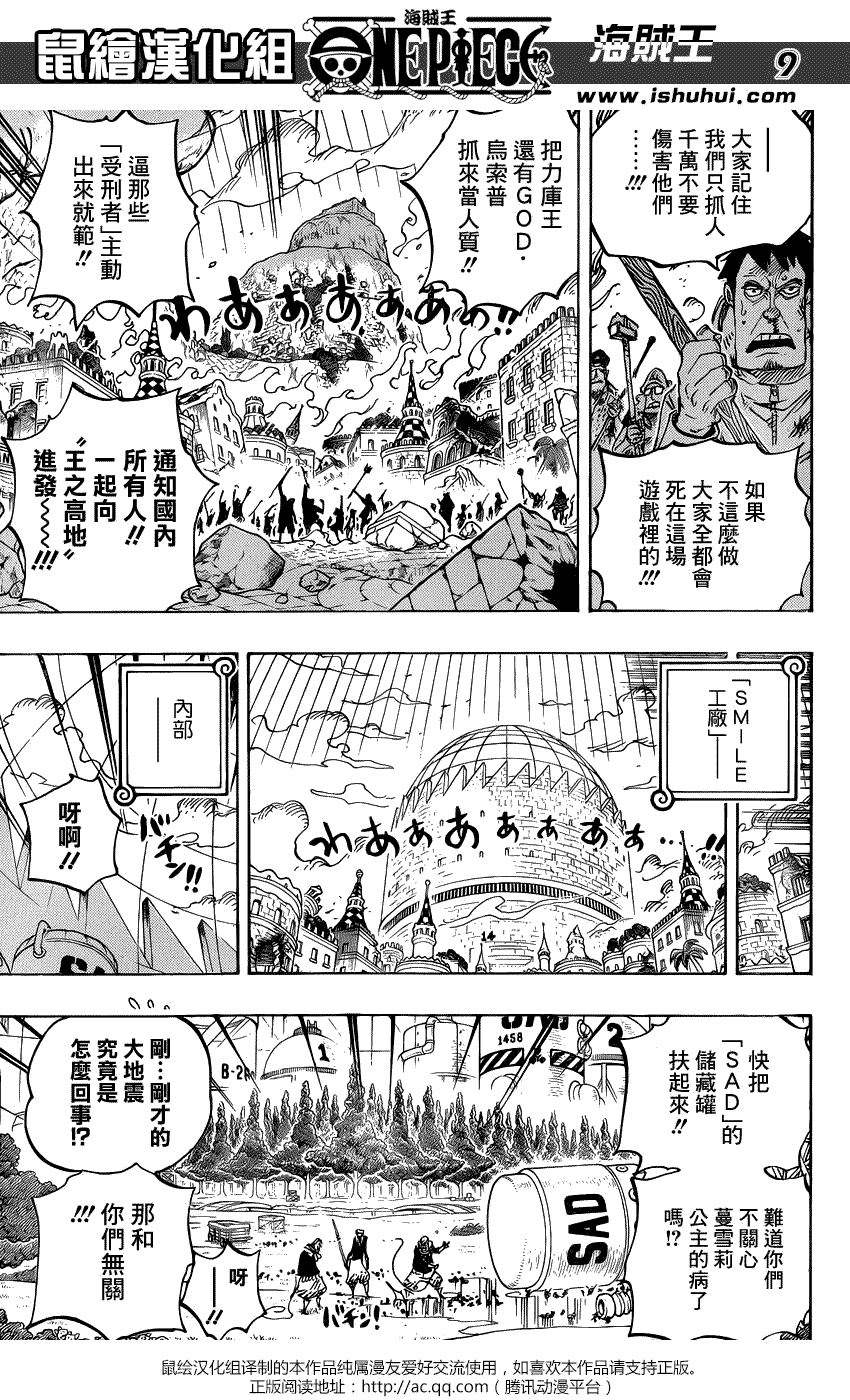 鼠繪漢化組
海賊王
ONE PIECE
海賊王
9
www.ishuhui.com
——
大家記住
我們只抓人
千萬不要
傷害他們
……!!!
如果
不這麼做
大家全都會
死在這場
遊戲裡的!!!
把力庫王
還有GOD·
烏索普
抓來當人
質!!
逼那些
「受刑者」主動
出來就範!!
わあああ、ああぁ!!
通知國內
所有人!!
一起向
〝王之高地〞
進發～～!!!
「SMILE
工廠」——
わあぁあぁぁぁぁ…!!
14
——內部——
バチン!!
呀啊!!
SAD
快把
「SAD」的
儲藏罐
扶起來!!
難道你們
不關心
蔓雪莉
公主的病了
嗎!?
剛…剛才的
大地震
究竟是
怎麼回事!?
那和
你們無關
!!!
——呀
バチン!
B-2
1
1458
2
SAD
鼠绘汉化组译制的本作品纯属漫友爱好交流使用，如喜欢本作品请支持正版。
正版阅读地址：http://ac.qq.com（腾讯动漫平台）